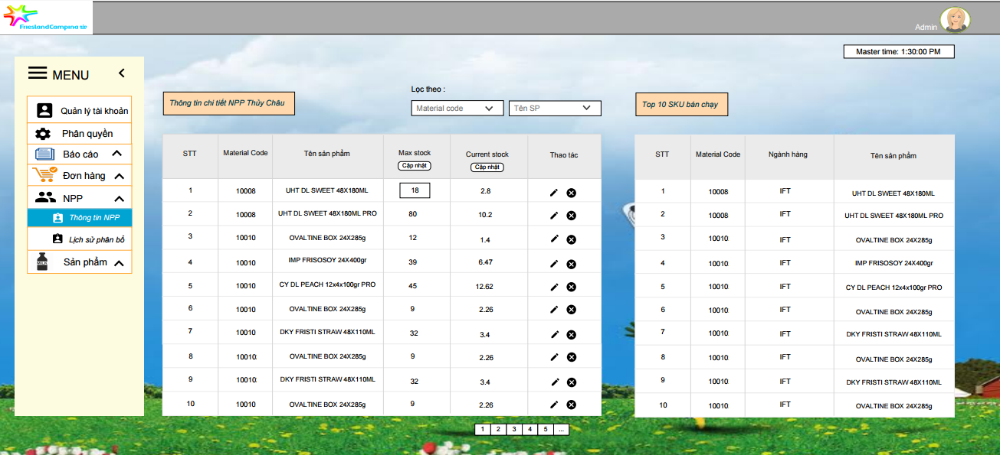 FrieslandCampina
Admin
Master time: 1:30:00 PM
MENU
Quản lý tài khoản
Phân quyền
Báo cáo
Đơn hàng
NPP
Thông tin NPP
Lịch sử phân bổ
Sản phẩm
Thông tin chi tiết NPP Thủy Châu
Lọc theo :
Material code
Tên SP
STT Material Code Tên sản phẩm Max stock Current stock Thao tác
Cập nhật Cập nhật
1 10008 UHT DL SWEET 48X180ML 18 2.8
2 10008 UHT DL SWEET 48X180ML PRO 80 10.2
3 10010 OVALTINE BOX 24X285g 12 1.4
4 10010 IMP FRISOSOY 24X400gr 39 6.47
5 10010 CY DL PEACH 12x4x100gr PRO 45 12.62
6 10010 OVALTINE BOX 24X285g 9 2.26
7 10010 DKY FRISTI STRAW 48X110ML 32 3.4
8 10010 OVALTINE BOX 24X285g 9 2.26
9 10010 DKY FRISTI STRAW 48X110ML 32 3.4
10 10010 OVALTINE BOX 24X285g 9 2.26
1 2 3 4 5 ...
Top 10 SKU bán chạy
STT Material Code Ngành hàng Tên sản phẩm
1 10008 IFT UHT DL SWEET 48X180ML
2 10008 IFT UHT DL SWEET 48X180ML PRO
3 10010 IFT OVALTINE BOX 24X285g
4 10010 IFT IMP FRISOSOY 24X400gr
5 10010 IFT CY DL PEACH 12x4x100gr PRO
6 10010 IFT OVALTINE BOX 24X285g
7 10010 IFT DKY FRISTI STRAW 48X110ML
8 10010 IFT OVALTINE BOX 24X285g
9 10010 IFT DKY FRISTI STRAW 48X110ML
10 10010 IFT OVALTINE BOX 24X285g